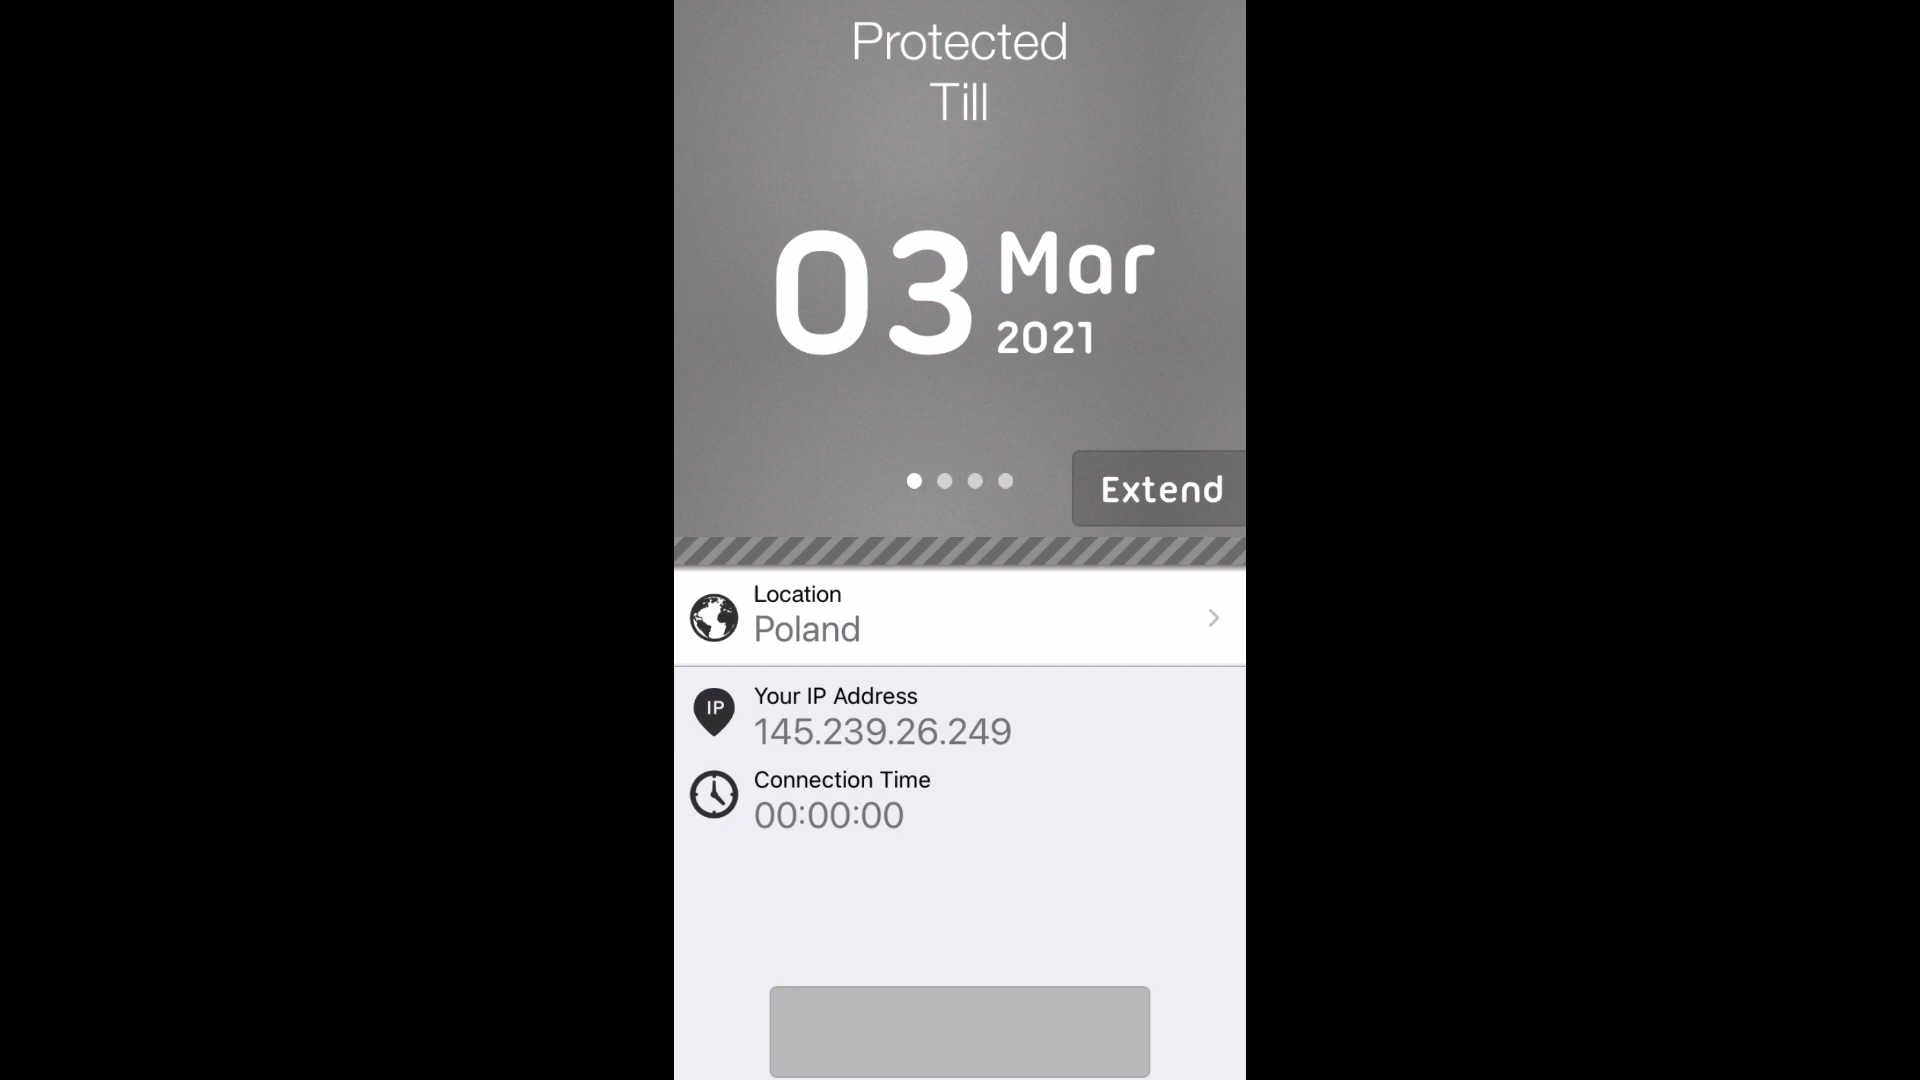 Protected
Till
03 Mar
2021
Extend
Location
Poland
IP
Your IP Address
145.239.26.249
Connection Time
00:00:00